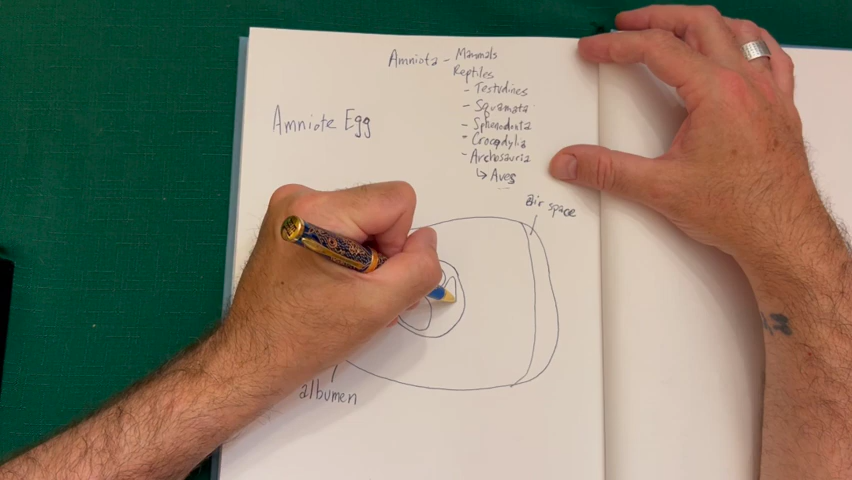 Amniota - Mammals
Reptiles
- Testudines
- Squamata
- Sphenodonta
- Crocodylia
- Archosauria
↳ Aves
Amniote Egg
air space
albumen